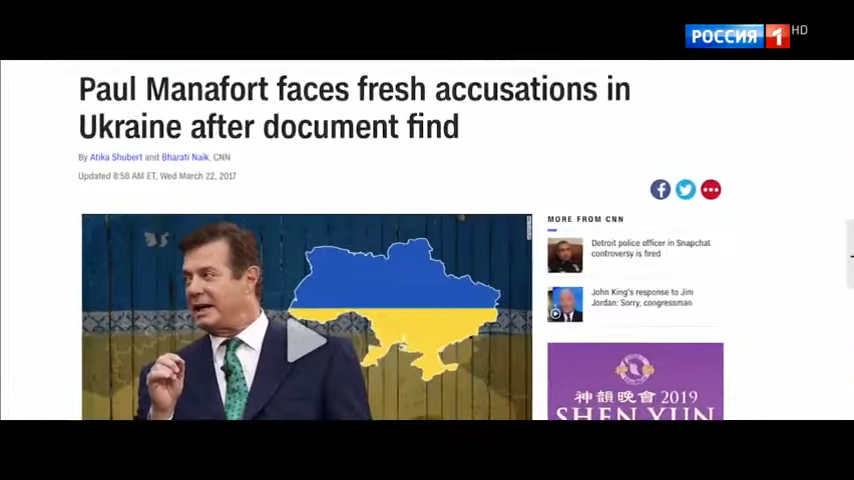 РОССИЯ 1 HD
Paul Manafort faces fresh accusations in
Ukraine after document find
By Atika Shubert and Bharati Naik, CNN
Updated 8:58 AM ET, Wed March 22, 2017
MORE FROM CNN
Detroit police officer in Snapchat
controversy is fired
John King's response to Jim
Jordan: Sorry, congressman
神韻晚會 2019
SHEN YUN